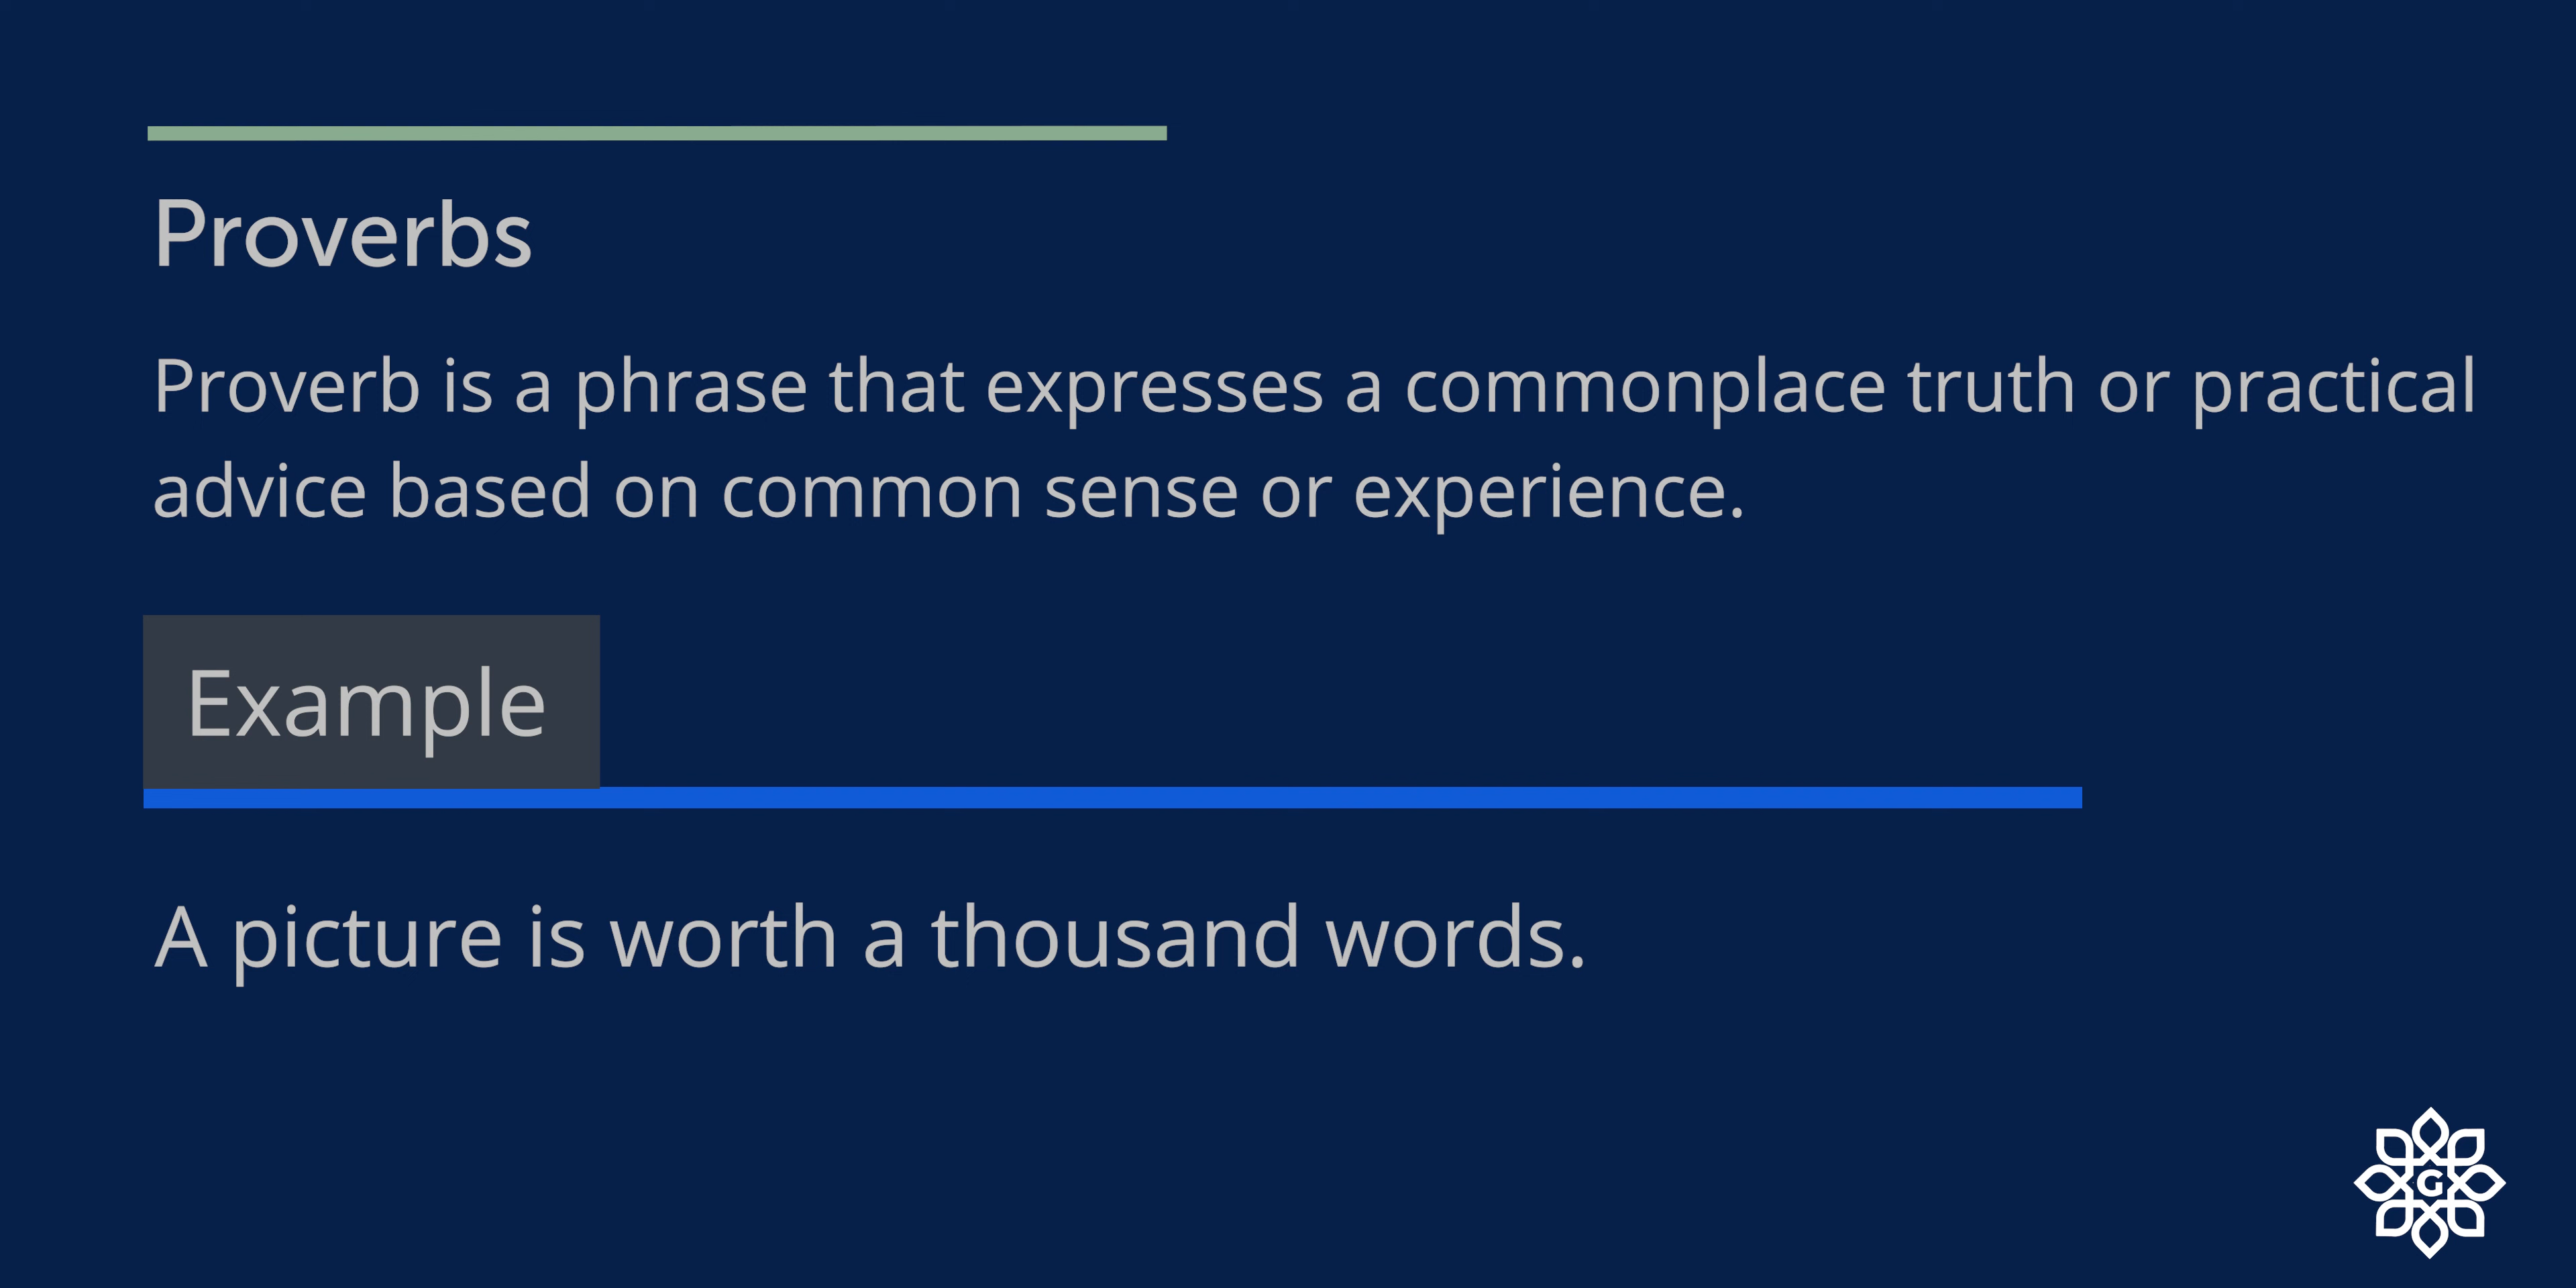 Proverbs
Proverb is a phrase that expresses a commonplace truth or practical
advice based on common sense or experience.
Example
A picture is worth a thousand words.
G